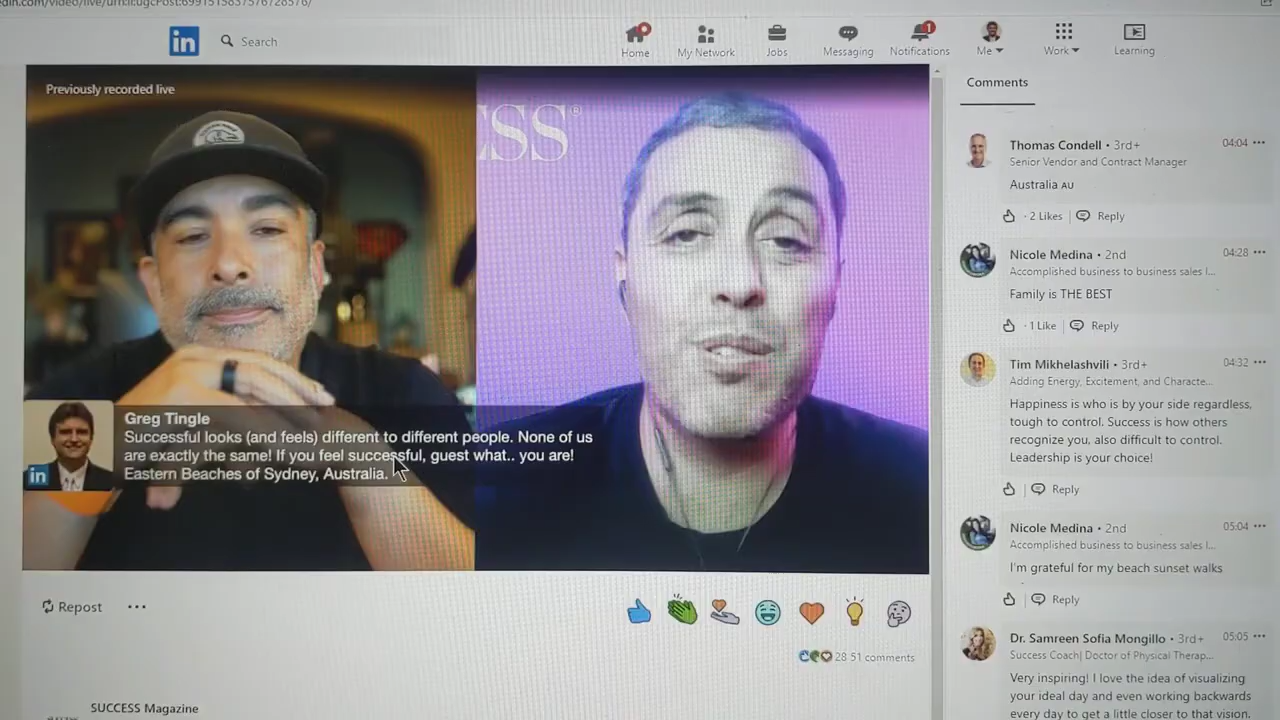 in
Search
Home
My Network
Jobs
Messaging
1
Notifications
Me
Work
Learning
Previously recorded live
ESS®
Greg Tingle
Successful looks (and feels) different to different people. None of us
are exactly the same! If you feel successful, guest what.. you are!
Eastern Beaches of Sydney, Australia.
in
Repost
28 51 comments
SUCCESS Magazine
Comments
Thomas Condell • 3rd+ 04:04
Senior Vendor and Contract Manager
Australia AU
· 2 Likes | Reply
Nicole Medina • 2nd 04:28
Accomplished business to business sales l...
Family is THE BEST
· 1 Like | Reply
Tim Mikhelashvili • 3rd+ 04:32
Adding Energy, Excitement, and Characte...
Happiness is who is by your side regardless,
tough to control. Success is how others
recognize you, also difficult to control.
Leadership is your choice!
Reply
Nicole Medina • 2nd 05:04
Accomplished business to business sales l...
I'm grateful for my beach sunset walks
Reply
Dr. Samreen Sofia Mongillo • 3rd+ 05:05
Success Coach| Doctor of Physical Therap...
Very inspiring! I love the idea of visualizing
your ideal day and even working backwards
every day to get a little closer to that vision.